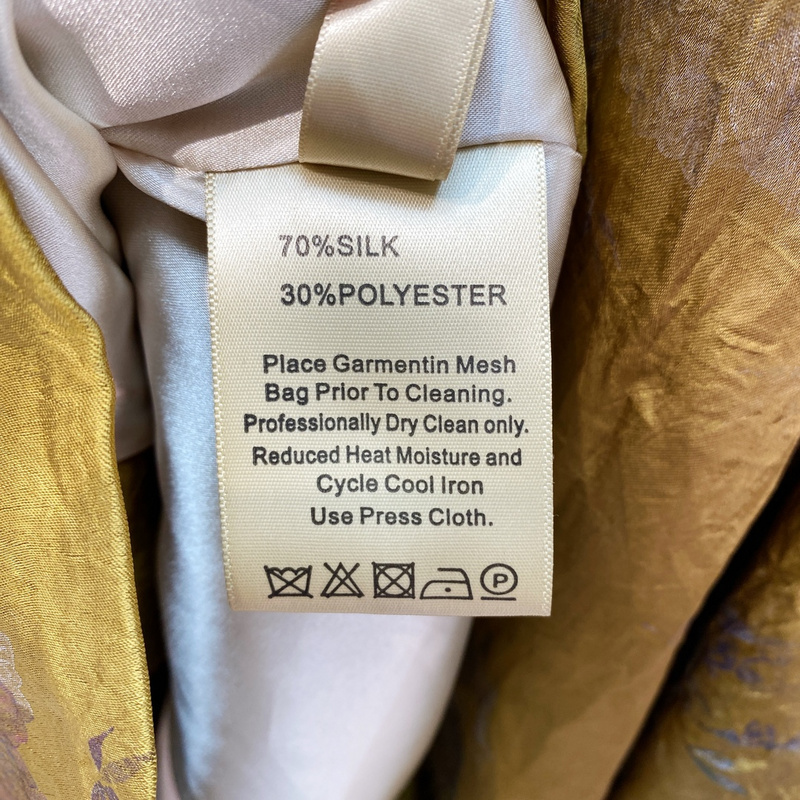 70%SILK
30%POLYESTER
Place Garmentin Mesh
Bag Prior To Cleaning.
Professionally Dry Clean only.
Reduced Heat Moisture and
Cycle Cool Iron
Use Press Cloth.
P